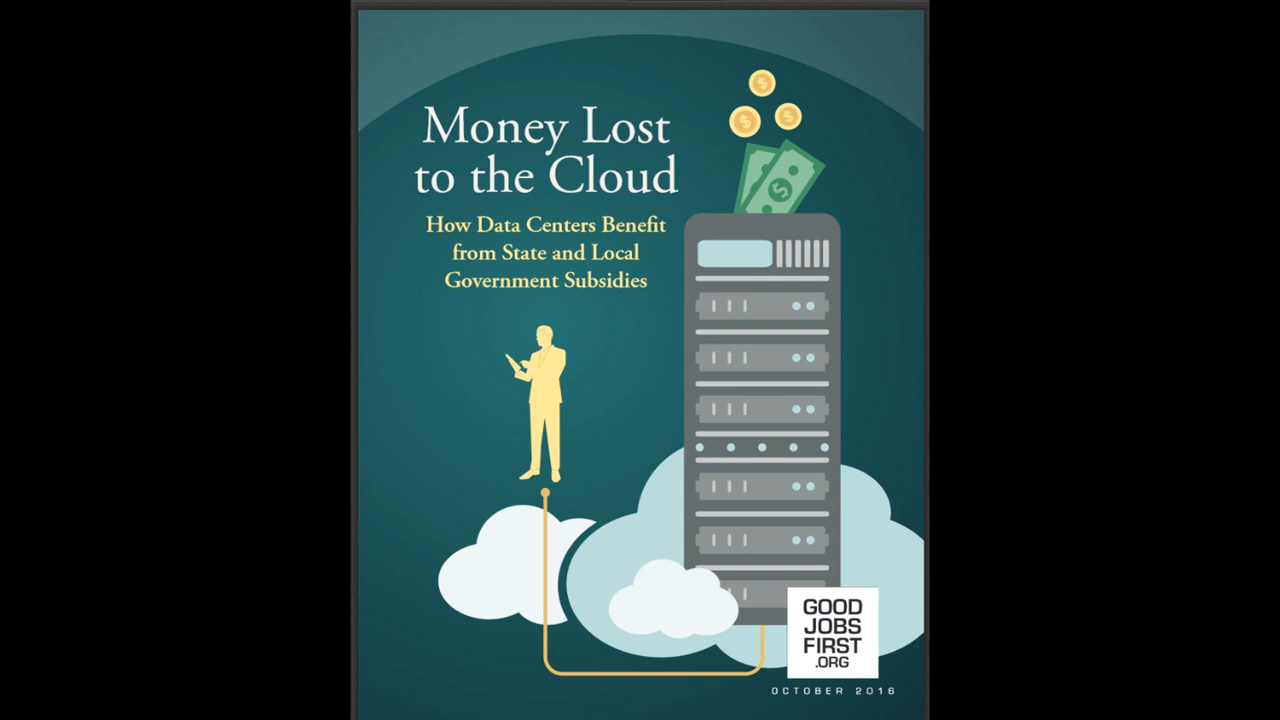 Money Lost
to the Cloud
How Data Centers Benefit
from State and Local
Government Subsidies
GOOD
JOBS
FIRST
.ORG
OCTOBER 2016